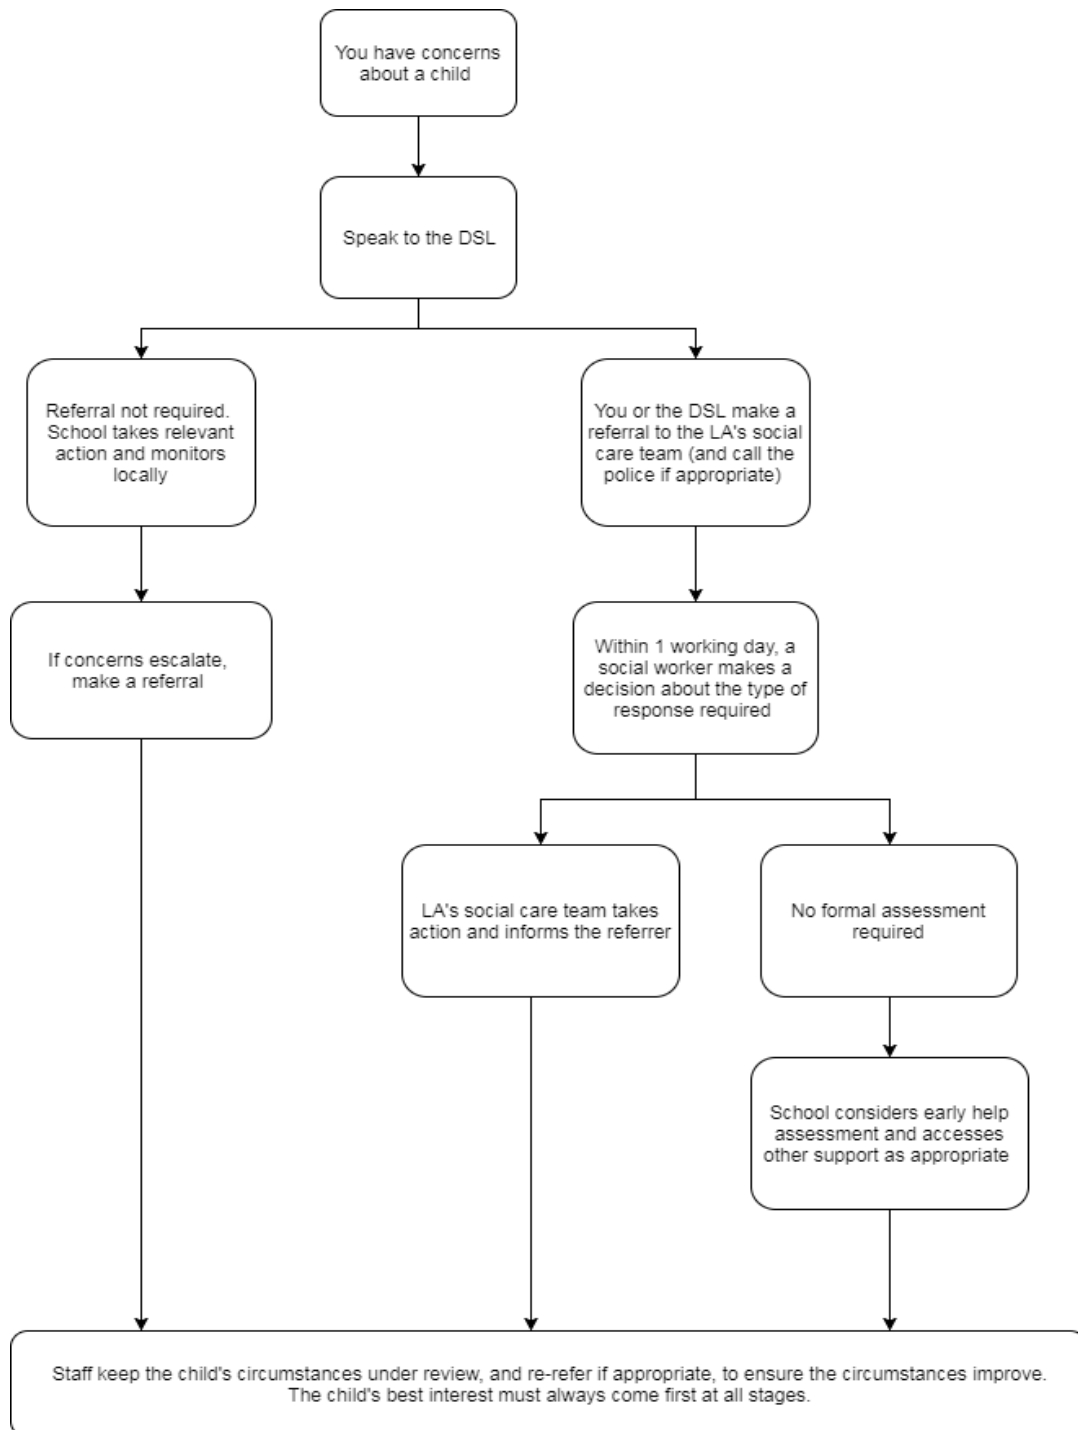 You have concerns
about a child
Speak to the DSL
Referral not required.
School takes relevant
action and monitors
locally
You or the DSL make a
referral to the LA's social
care team (and call the
police if appropriate)
If concerns escalate,
make a referral
Within 1 working day, a
social worker makes a
decision about the type of
response required
LA's social care team takes
action and informs the referrer
No formal assessment
required
School considers early help
assessment and accesses
other support as appropriate
Staff keep the child's circumstances under review, and re-refer if appropriate, to ensure the circumstances improve.
The child's best interest must always come first at all stages.